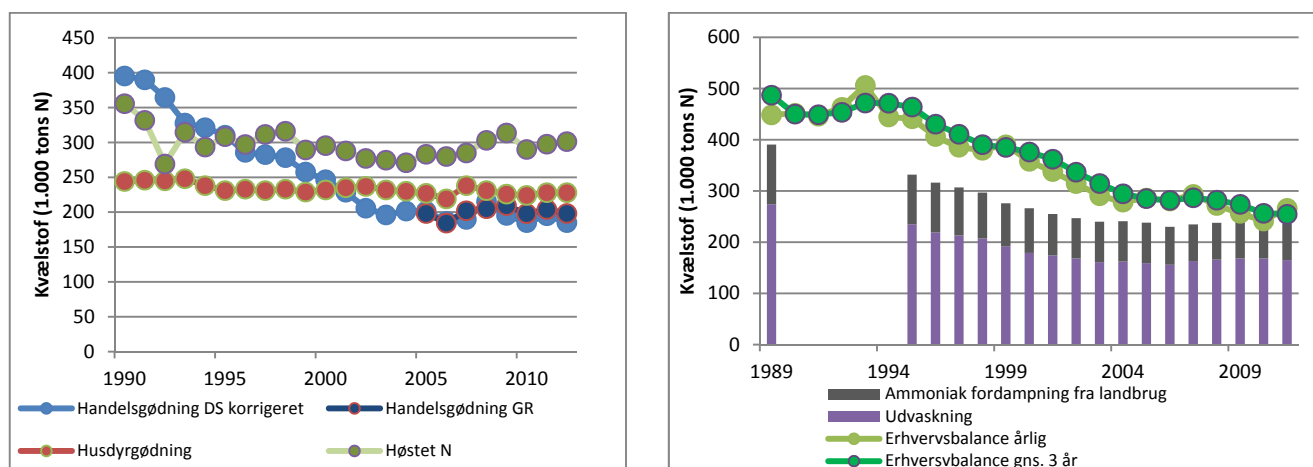 Kvælstof (1.000 tons N)
450
400
350
300
250
200
150
100
50
0
1990 1995 2000 2005 2010
Handelsgødning DS korrigeret Handelsgødning GR
Husdyrgødning Høstet N
Kvælstof (1.000 tons N)
600
500
400
300
200
100
0
1989 1994 1999 2004 2009
Ammoniak fordampning fra landbrug
Udvaskning
Erhvervsbalance årlig
Erhversvbalance gns. 3 år